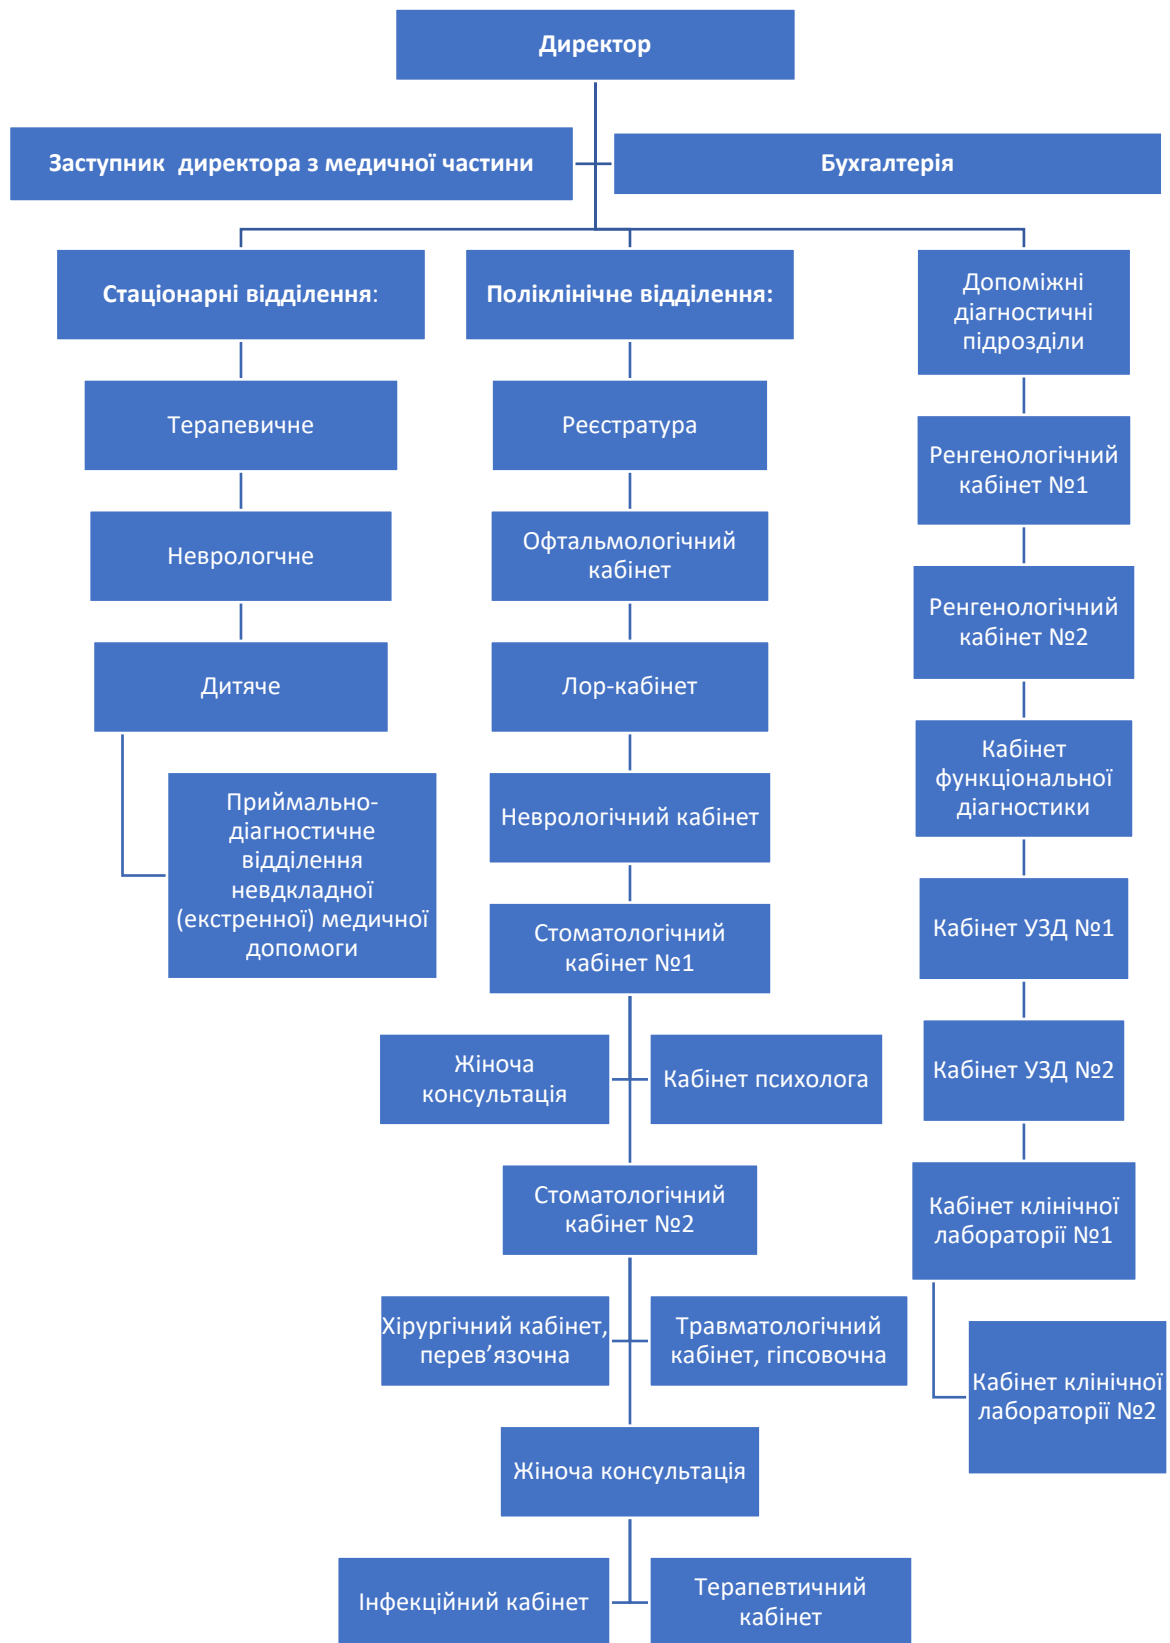 Директор
Заступник  директора з медичної частини
Бухгалтерія
Стаціонарні відділення:
Терапевичне
Неврологчне
Дитяче
Приймально-
діагностичне
відділення
невдкладної
(екстренної) медичної
допомоги
Поліклінічне відділення:
Реєстратура
Офтальмологічний
кабінет
Лор-кабінет
Неврологічний кабінет
Стоматологічний
кабінет №1
Жіноча
консультація
Кабінет психолога
Стоматологічний
кабінет №2
Хірургічний кабінет,
перев’язочна
Травматологічний
кабінет, гіпсовочна
Жіноча консультація
Інфекційний кабінет
Терапевтичний
кабінет
Допоміжні
діагностичні
підрозділи
Ренгенологічний
кабінет №1
Ренгенологічний
кабінет №2
Кабінет
функціональної
діагностики
Кабінет УЗД №1
Кабінет УЗД №2
Кабінет клінічної
лабораторії №1
Кабінет клінічної
лабораторії №2